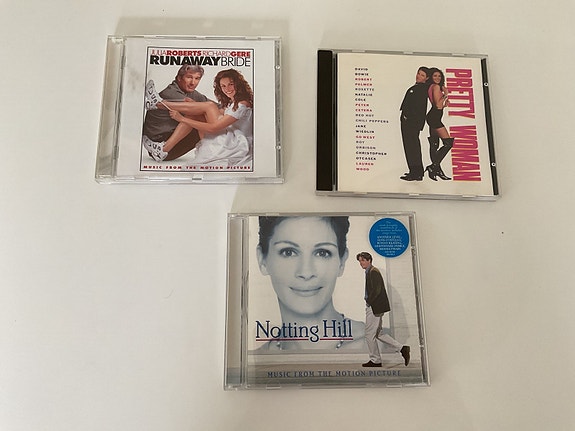 JULIA ROBERTS RICHARD GERE
RUNAWAY BRIDE
MUSIC FROM THE MOTION PICTURE
DAVID
BOWIE
ROBERT
PALMER
ROXETTE
NATALIE
COLE
PETER
CETERA
RED HOT
CHILI PEPPERS
JANE
WIEDLIN
GO WEST
ROY
ORBISON
CHRISTOPHER
OTCASEK
LAUREN
WOOD
PRETTY WOMAN
Notting Hill
MUSIC FROM THE MOTION PICTURE